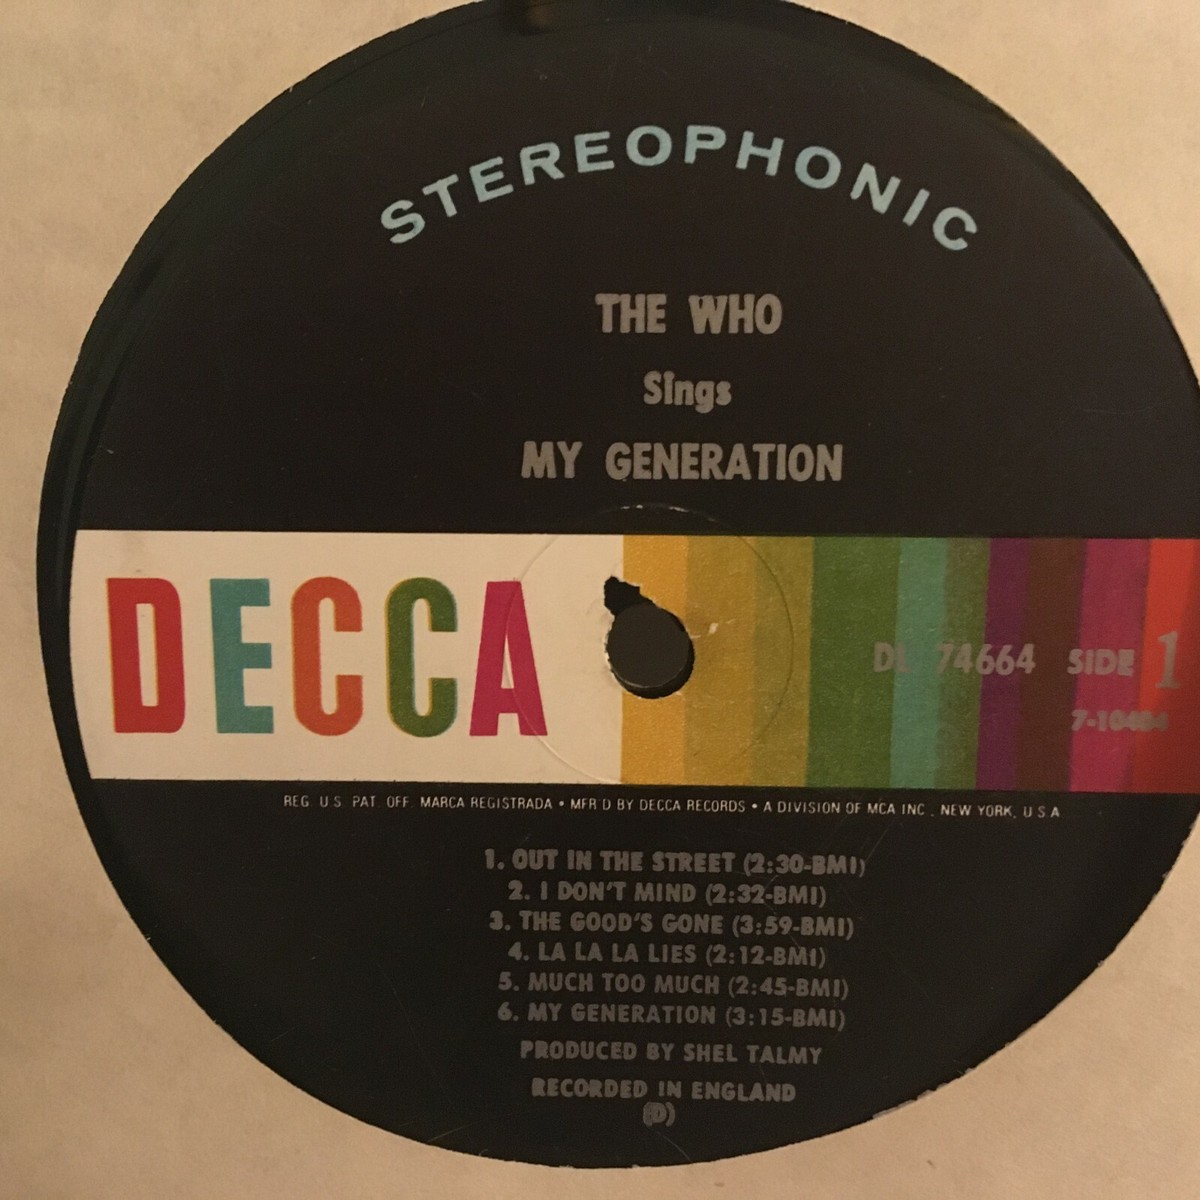 STEREOPHONIC
THE WHO
Sings
MY GENERATION
DECCA
DL 74664 SIDE 1
REG. U.S. PAT. OFF. MARCA REGISTRADA • MFR'D BY DECCA RECORDS • A DIVISION OF MCA INC., NEW YORK, U.S.A
1. OUT IN THE STREET (2:30-BMI)
2. I DON'T MIND (2:32-BMI)
3. THE GOOD'S GONE (3:59-BMI)
4. LA LA LA LIES (2:12-BMI)
5. MUCH TOO MUCH (2:45-BMI)
6. MY GENERATION (3:15-BMI)
PRODUCED BY SHEL TALMY
RECORDED IN ENGLAND
(D)